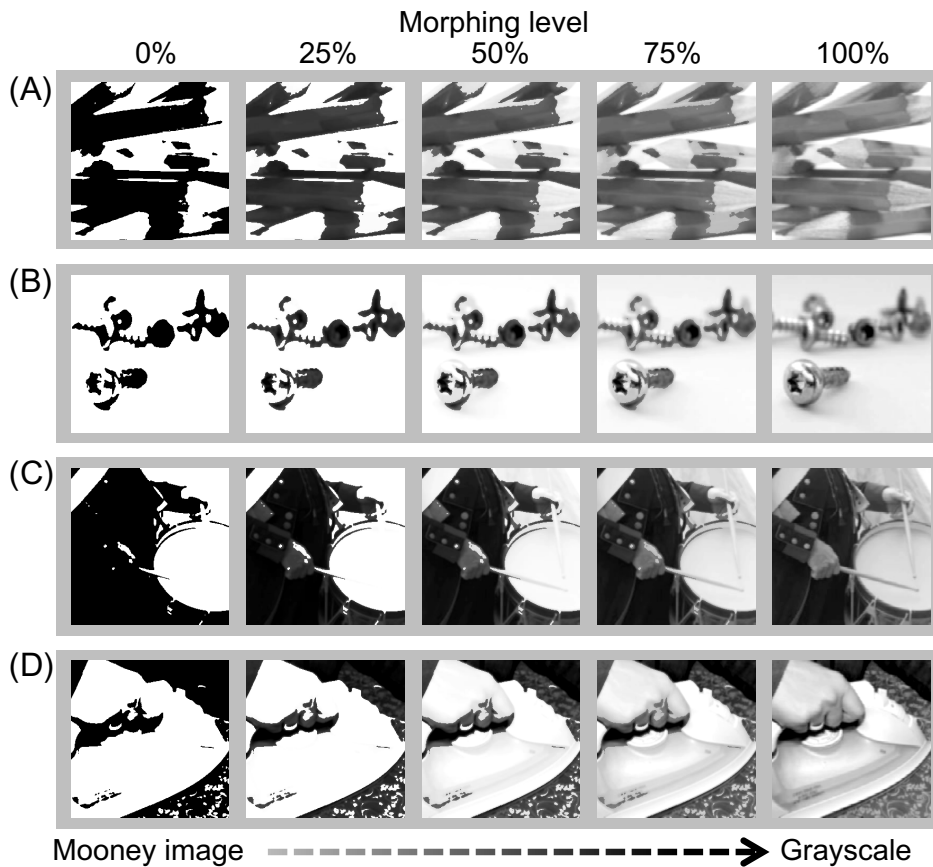 Morphing level
0% 25% 50% 75% 100%
(A)
(B)
(C)
(D)
Mooney image Grayscale